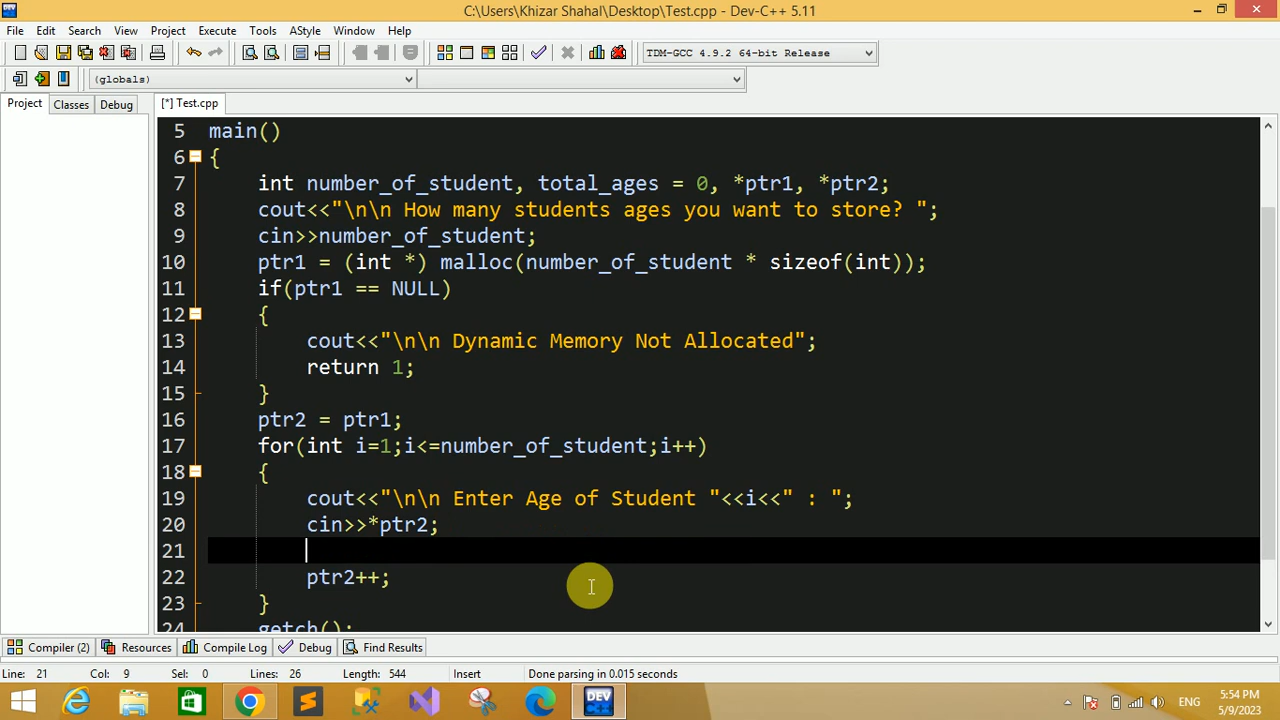 C:\Users\Khizar Shahal\Desktop\Test.cpp - Dev-C++ 5.11
File Edit Search View Project Execute Tools AStyle Window Help
TDM-GCC 4.9.2 64-bit Release
(globals)
Project Classes Debug [*] Test.cpp
5 main()
6 {
7 int number_of_student, total_ages = 0, *ptr1, *ptr2;
8 cout<<"\n\n How many students ages you want to store? ";
9 cin>>number_of_student;
10 ptr1 = (int *) malloc(number_of_student * sizeof(int));
11 if(ptr1 == NULL)
12 {
13 cout<<"\n\n Dynamic Memory Not Allocated";
14 return 1;
15 }
16 ptr2 = ptr1;
17 for(int i=1;i<=number_of_student;i++)
18 {
19 cout<<"\n\n Enter Age of Student "<<i<<" : ";
20 cin>>*ptr2;
21
22 ptr2++;
23 }
24 getch();
Compiler (2) Resources Compile Log Debug Find Results
Line: 21 Col: 9 Sel: 0 Lines: 26 Length: 544 Insert Done parsing in 0.015 seconds
DEV
ENG
5:54 PM
5/9/2023